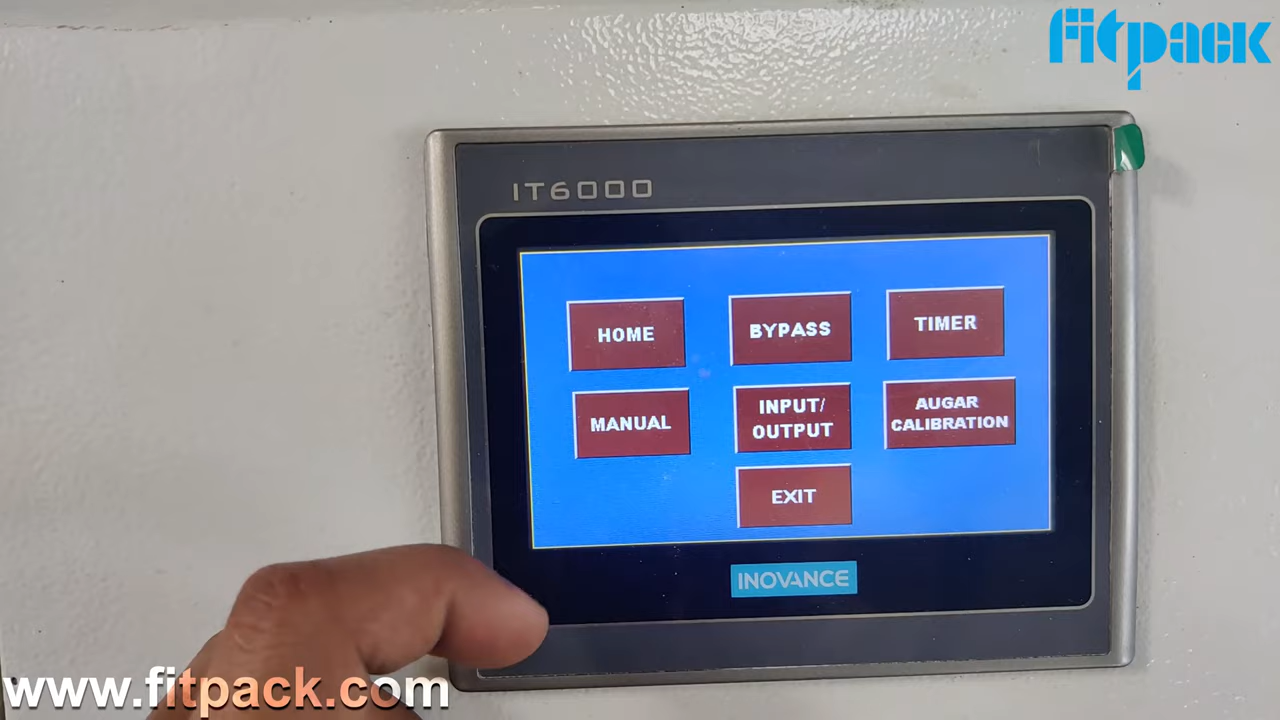 fitpack
IT6000
HOME
BYPASS
TIMER
MANUAL
INPUT/
OUTPUT
AUGAR
CALIBRATION
EXIT
INOVANCE
www.fitpack.com